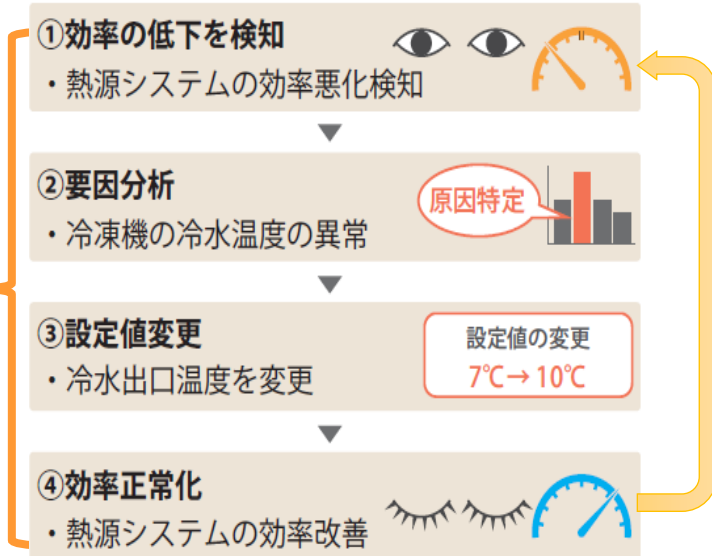 ①効率の低下を検知
・熱源システムの効率悪化検知
②要因分析
・冷凍機の冷水温度の異常
原因特定
③設定値変更
・冷水出口温度を変更
設定値の変更
7℃→10℃
④効率正常化
・熱源システムの効率改善